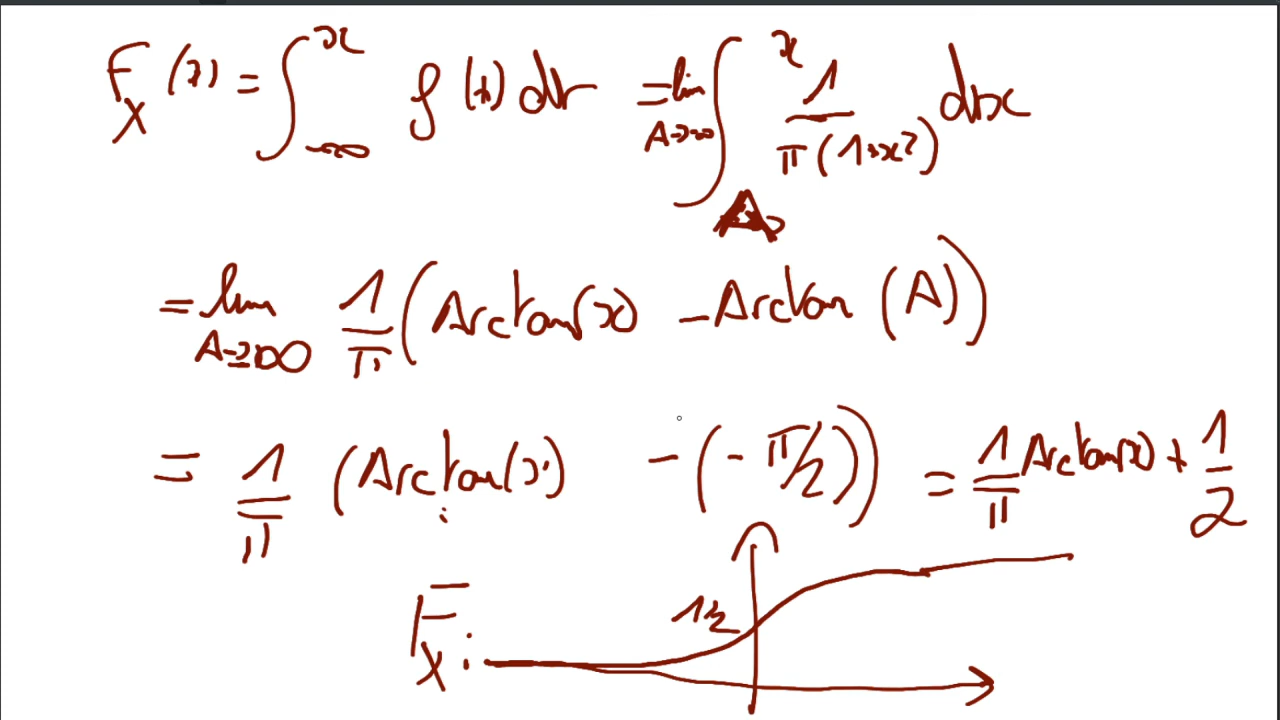 F_X(x) = ∫_{-∞}^{x} f(t) dt = lim_{A→-∞} ∫_A^x 1/(π(1+x²)) dx
= lim_{A→-∞} 1/π (Arctan(x) - Arctan(A))
= 1/π (Arctan(x) - (-π/2)) = 1/π Arctan(x) + 1/2
F_X :
1/2